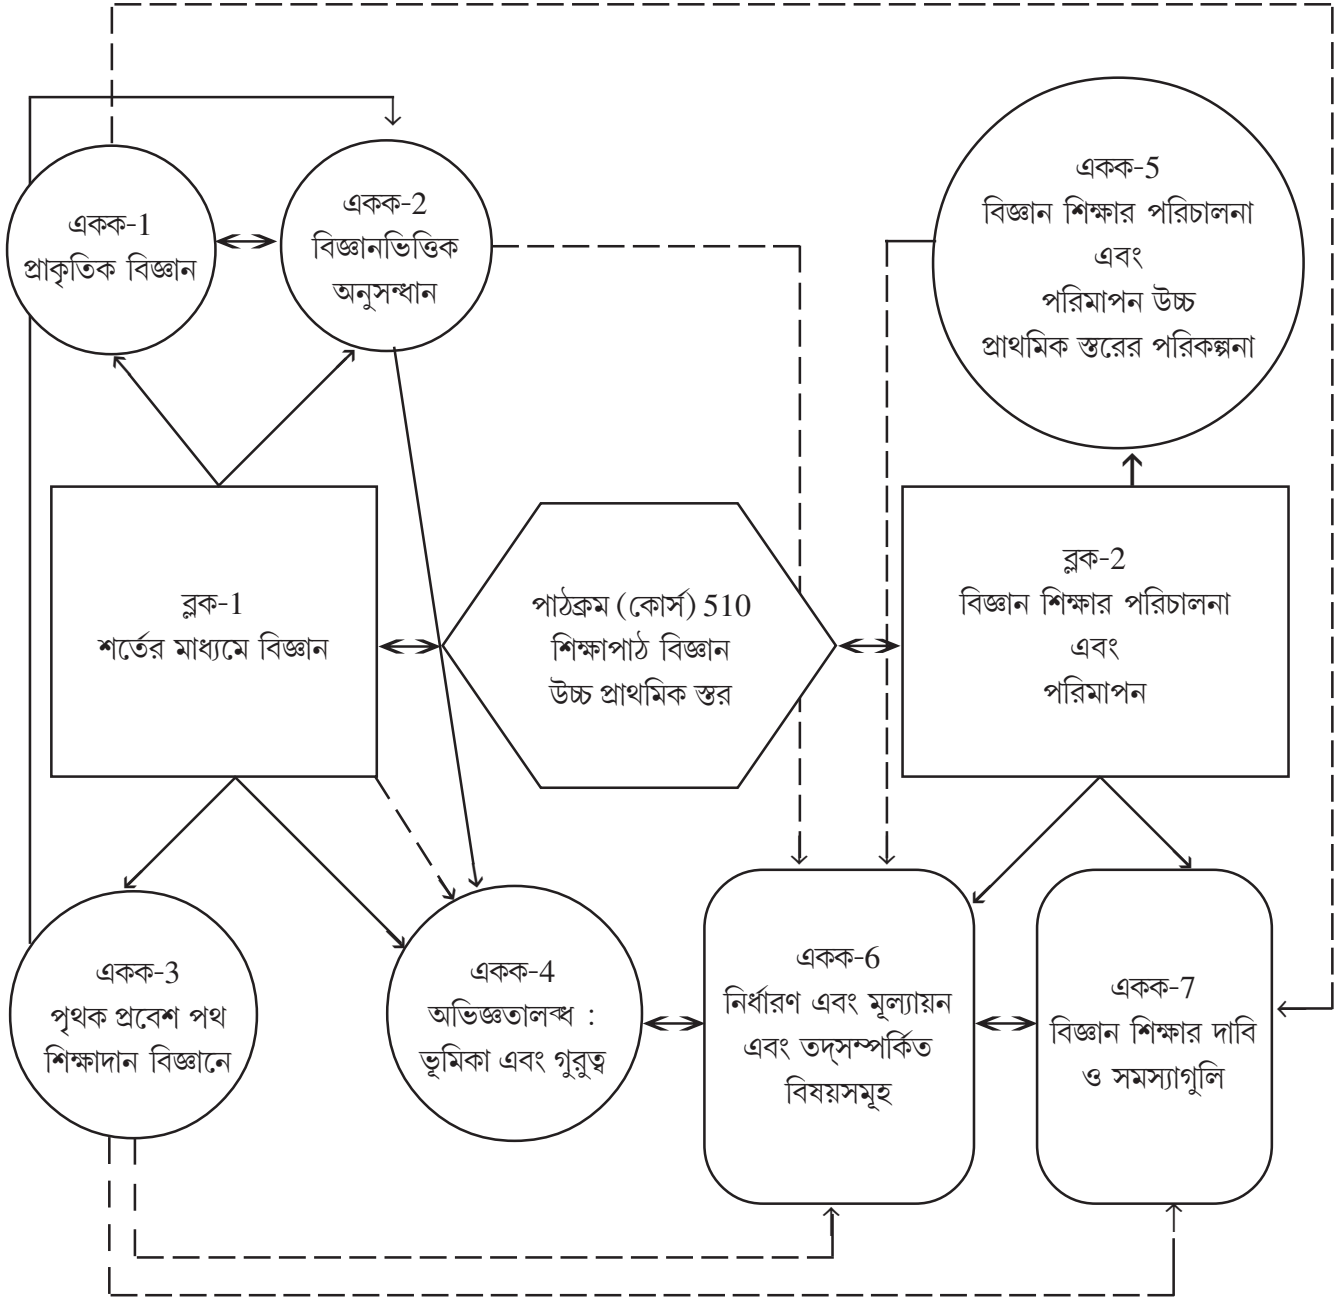 একক-1
প্রাকৃতিক বিজ্ঞান
একক-2
বিজ্ঞানভিত্তিক
অনুসন্ধান
একক-5
বিজ্ঞান শিক্ষার পরিচালনা
এবং
পরিমাপন উচ্চ
প্রাথমিক স্তরের পরিকল্পনা
ব্লক-1
শর্তের মাধ্যমে বিজ্ঞান
পাঠক্রম (কোর্স) 510
শিক্ষাপাঠ বিজ্ঞান
উচ্চ প্রাথমিক স্তর
ব্লক-2
বিজ্ঞান শিক্ষার পরিচালনা
এবং
পরিমাপন
একক-3
পৃথক প্রবেশ পথ
শিক্ষাদান বিজ্ঞানে
একক-4
অভিজ্ঞতালব্ধ :
ভূমিকা এবং গুরুত্ব
একক-6
নির্ধারণ এবং মূল্যায়ন
এবং তদ্‌সম্পর্কিত
বিষয়সমূহ
একক-7
বিজ্ঞান শিক্ষার দাবি
ও সমস্যাগুলি